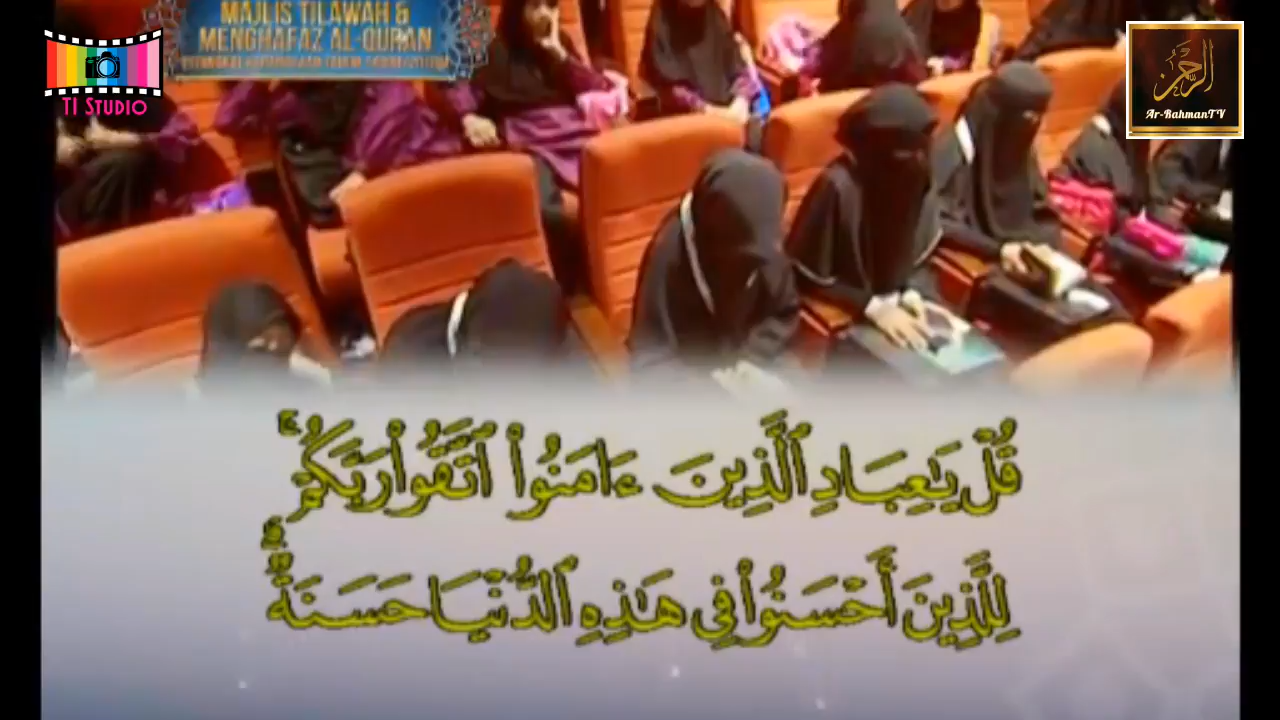 MAJLIS TILAWAH &
MENGHAFAZ AL-QURAN
TI STUDIO
الرحمن
Ar-RahmanTV
قُلْ يَٰعِبَادِ ٱلَّذِينَ ءَامَنُوا۟ ٱتَّقُوا۟ رَبَّكُمْ ۚ
لِلَّذِينَ أَحْسَنُوا۟ فِى هَٰذِهِ ٱلدُّنْيَا حَسَنَةٌ ۗ